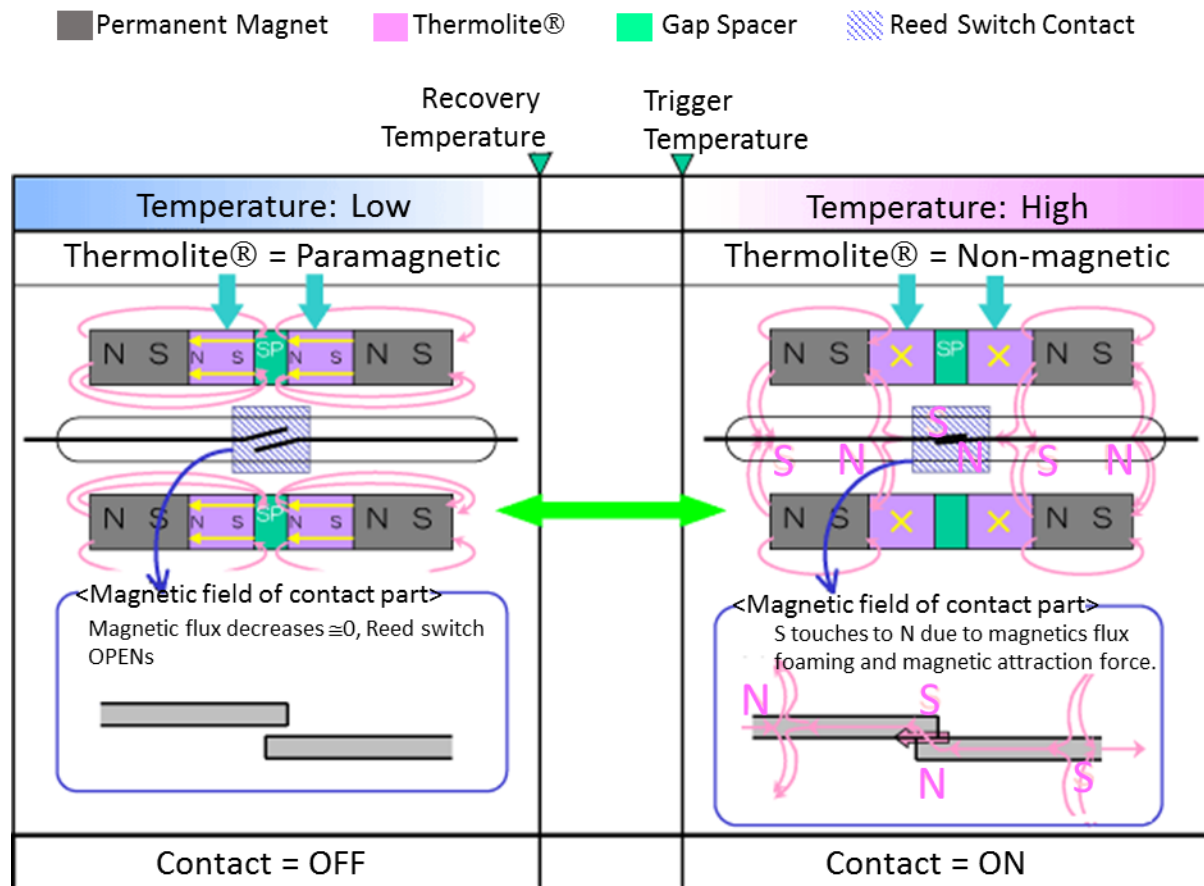 Permanent Magnet
Thermolite®
Gap Spacer
Reed Switch Contact
Recovery
Temperature
Trigger
Temperature
Temperature: Low
Temperature: High
Thermolite® = Paramagnetic
Thermolite® = Non-magnetic
N S N S SP N S N S
N S SP N S
S
S N N S N
N S N S SP N S N S
N S N S
<Magnetic field of contact part>
Magnetic flux decreases ≅0, Reed switch
OPENs
<Magnetic field of contact part>
S touches to N due to magnetics flux
foaming and magnetic attraction force.
N S
N S
Contact = OFF
Contact = ON